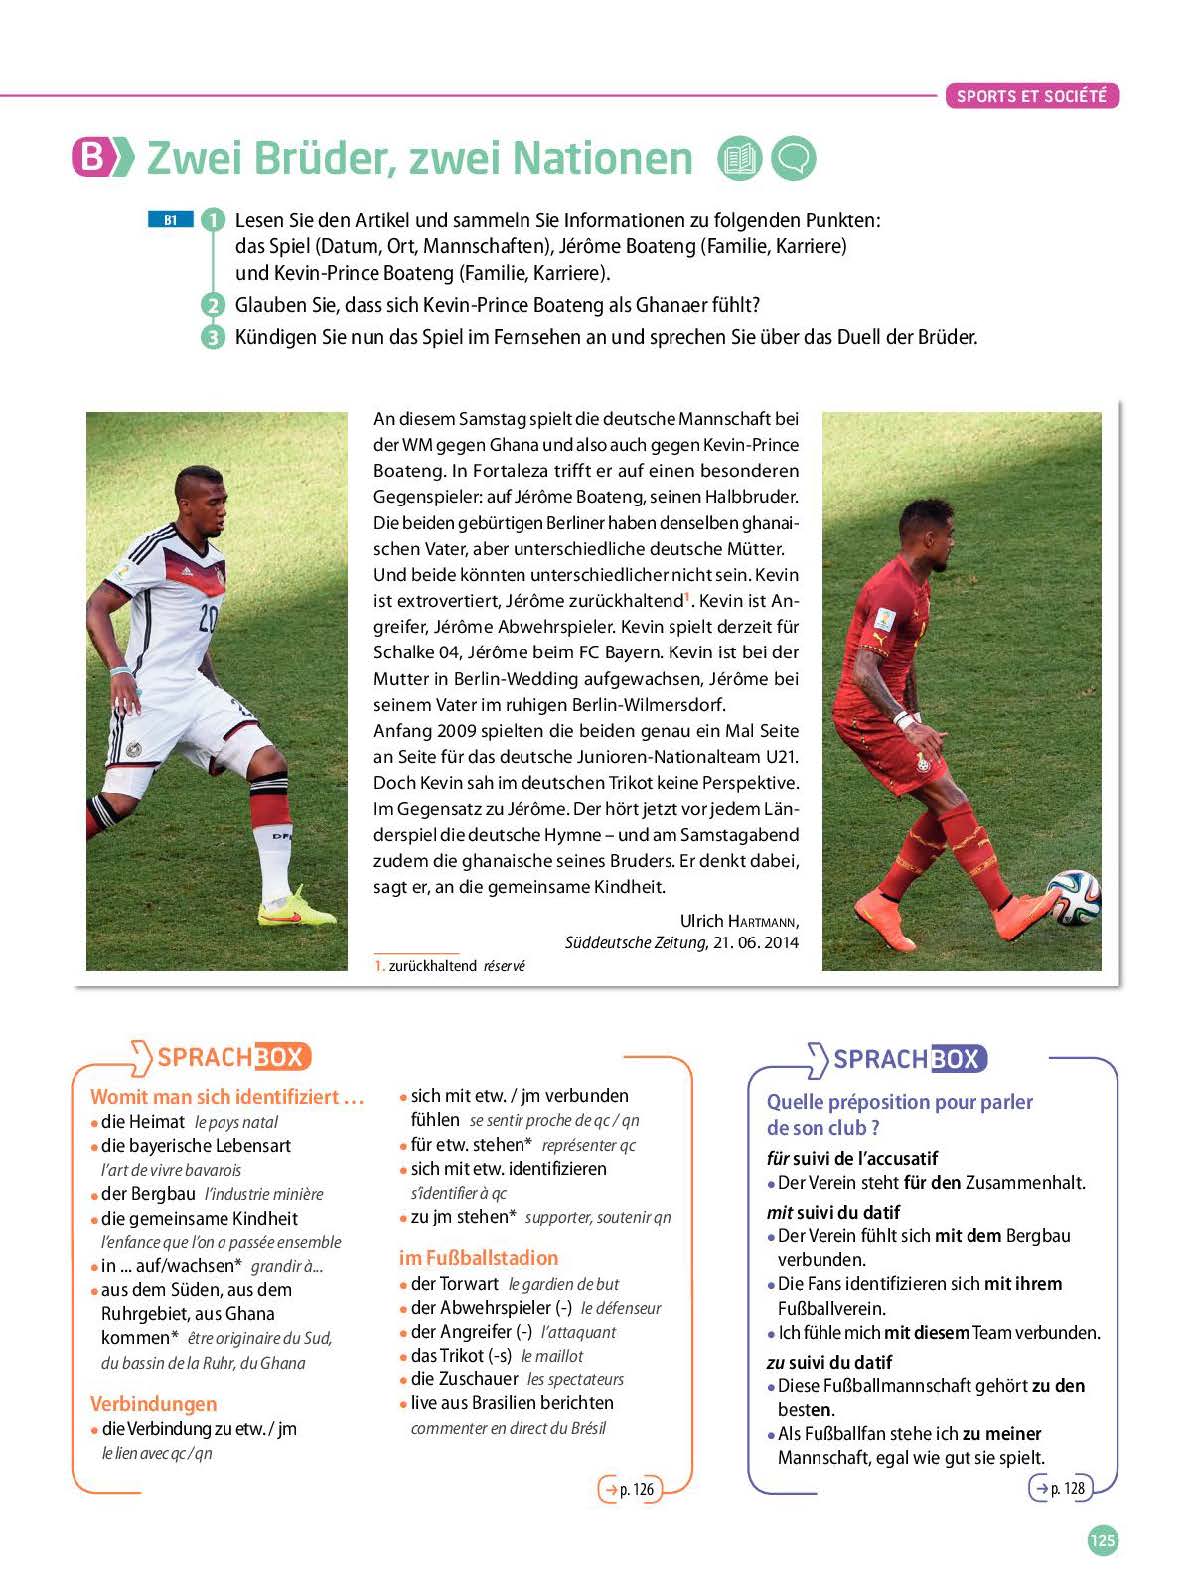 SPORTS ET SOCIÉTÉ
B Zwei Brüder, zwei Nationen
B1
1 Lesen Sie den Artikel und sammeln Sie Informationen zu folgenden Punkten:
das Spiel (Datum, Ort, Mannschaften), Jérôme Boateng (Familie, Karriere)
und Kevin-Prince Boateng (Familie, Karriere).
2 Glauben Sie, dass sich Kevin-Prince Boateng als Ghanaer fühlt?
3 Kündigen Sie nun das Spiel im Fernsehen an und sprechen Sie über das Duell der Brüder.
An diesem Samstag spielt die deutsche Mannschaft bei
der WM gegen Ghana und also auch gegen Kevin-Prince
Boateng. In Fortaleza trifft er auf einen besonderen
Gegenspieler: auf Jérôme Boateng, seinen Halbbruder.
Die beiden gebürtigen Berliner haben denselben ghanai-
schen Vater, aber unterschiedliche deutsche Mütter.
Und beide könnten unterschiedlicher nicht sein. Kevin
ist extrovertiert, Jérôme zurückhaltend1. Kevin ist An-
greifer, Jérôme Abwehrspieler. Kevin spielt derzeit für
Schalke 04, Jérôme beim FC Bayern. Kevin ist bei der
Mutter in Berlin-Wedding aufgewachsen, Jérôme bei
seinem Vater im ruhigen Berlin-Wilmersdorf.
Anfang 2009 spielten die beiden genau ein Mal Seite
an Seite für das deutsche Junioren-Nationalteam U21.
Doch Kevin sah im deutschen Trikot keine Perspektive.
Im Gegensatz zu Jérôme. Der hört jetzt vor jedem Län-
derspiel die deutsche Hymne – und am Samstagabend
zudem die ghanaische seines Bruders. Er denkt dabei,
sagt er, an die gemeinsame Kindheit.
Ulrich HARTMANN,
Süddeutsche Zeitung, 21. 06. 2014
1. zurückhaltend réservé
20
DF
SPRACHBOX
Womit man sich identifiziert …
• die Heimat le pays natal
• die bayerische Lebensart
l'art de vivre bavarois
• der Bergbau l'industrie minière
• die gemeinsame Kindheit
l'enfance que l'on a passée ensemble
• in ... auf/wachsen* grandir à...
• aus dem Süden, aus dem
Ruhrgebiet, aus Ghana
kommen* être originaire du Sud,
du bassin de la Ruhr, du Ghana
Verbindungen
• die Verbindung zu etw. / jm
le lien avec qc / qn
• sich mit etw. / jm verbunden
fühlen se sentir proche de qc / qn
• für etw. stehen* représenter qc
• sich mit etw. identifizieren
s'identifier à qc
• zu jm stehen* supporter, soutenir qn
im Fußballstadion
• der Torwart le gardien de but
• der Abwehrspieler (-) le défenseur
• der Angreifer (-) l'attaquant
• das Trikot (-s) le maillot
• die Zuschauer les spectateurs
• live aus Brasilien berichten
commenter en direct du Brésil
→ p. 126
SPRACHBOX
Quelle préposition pour parler
de son club ?
für suivi de l'accusatif
• Der Verein steht für den Zusammenhalt.
mit suivi du datif
• Der Verein fühlt sich mit dem Bergbau
verbunden.
• Die Fans identifizieren sich mit ihrem
Fußballverein.
• Ich fühle mich mit diesem Team verbunden.
zu suivi du datif
• Diese Fußballmannschaft gehört zu den
besten.
• Als Fußballfan stehe ich zu meiner
Mannschaft, egal wie gut sie spielt.
→ p. 128
125